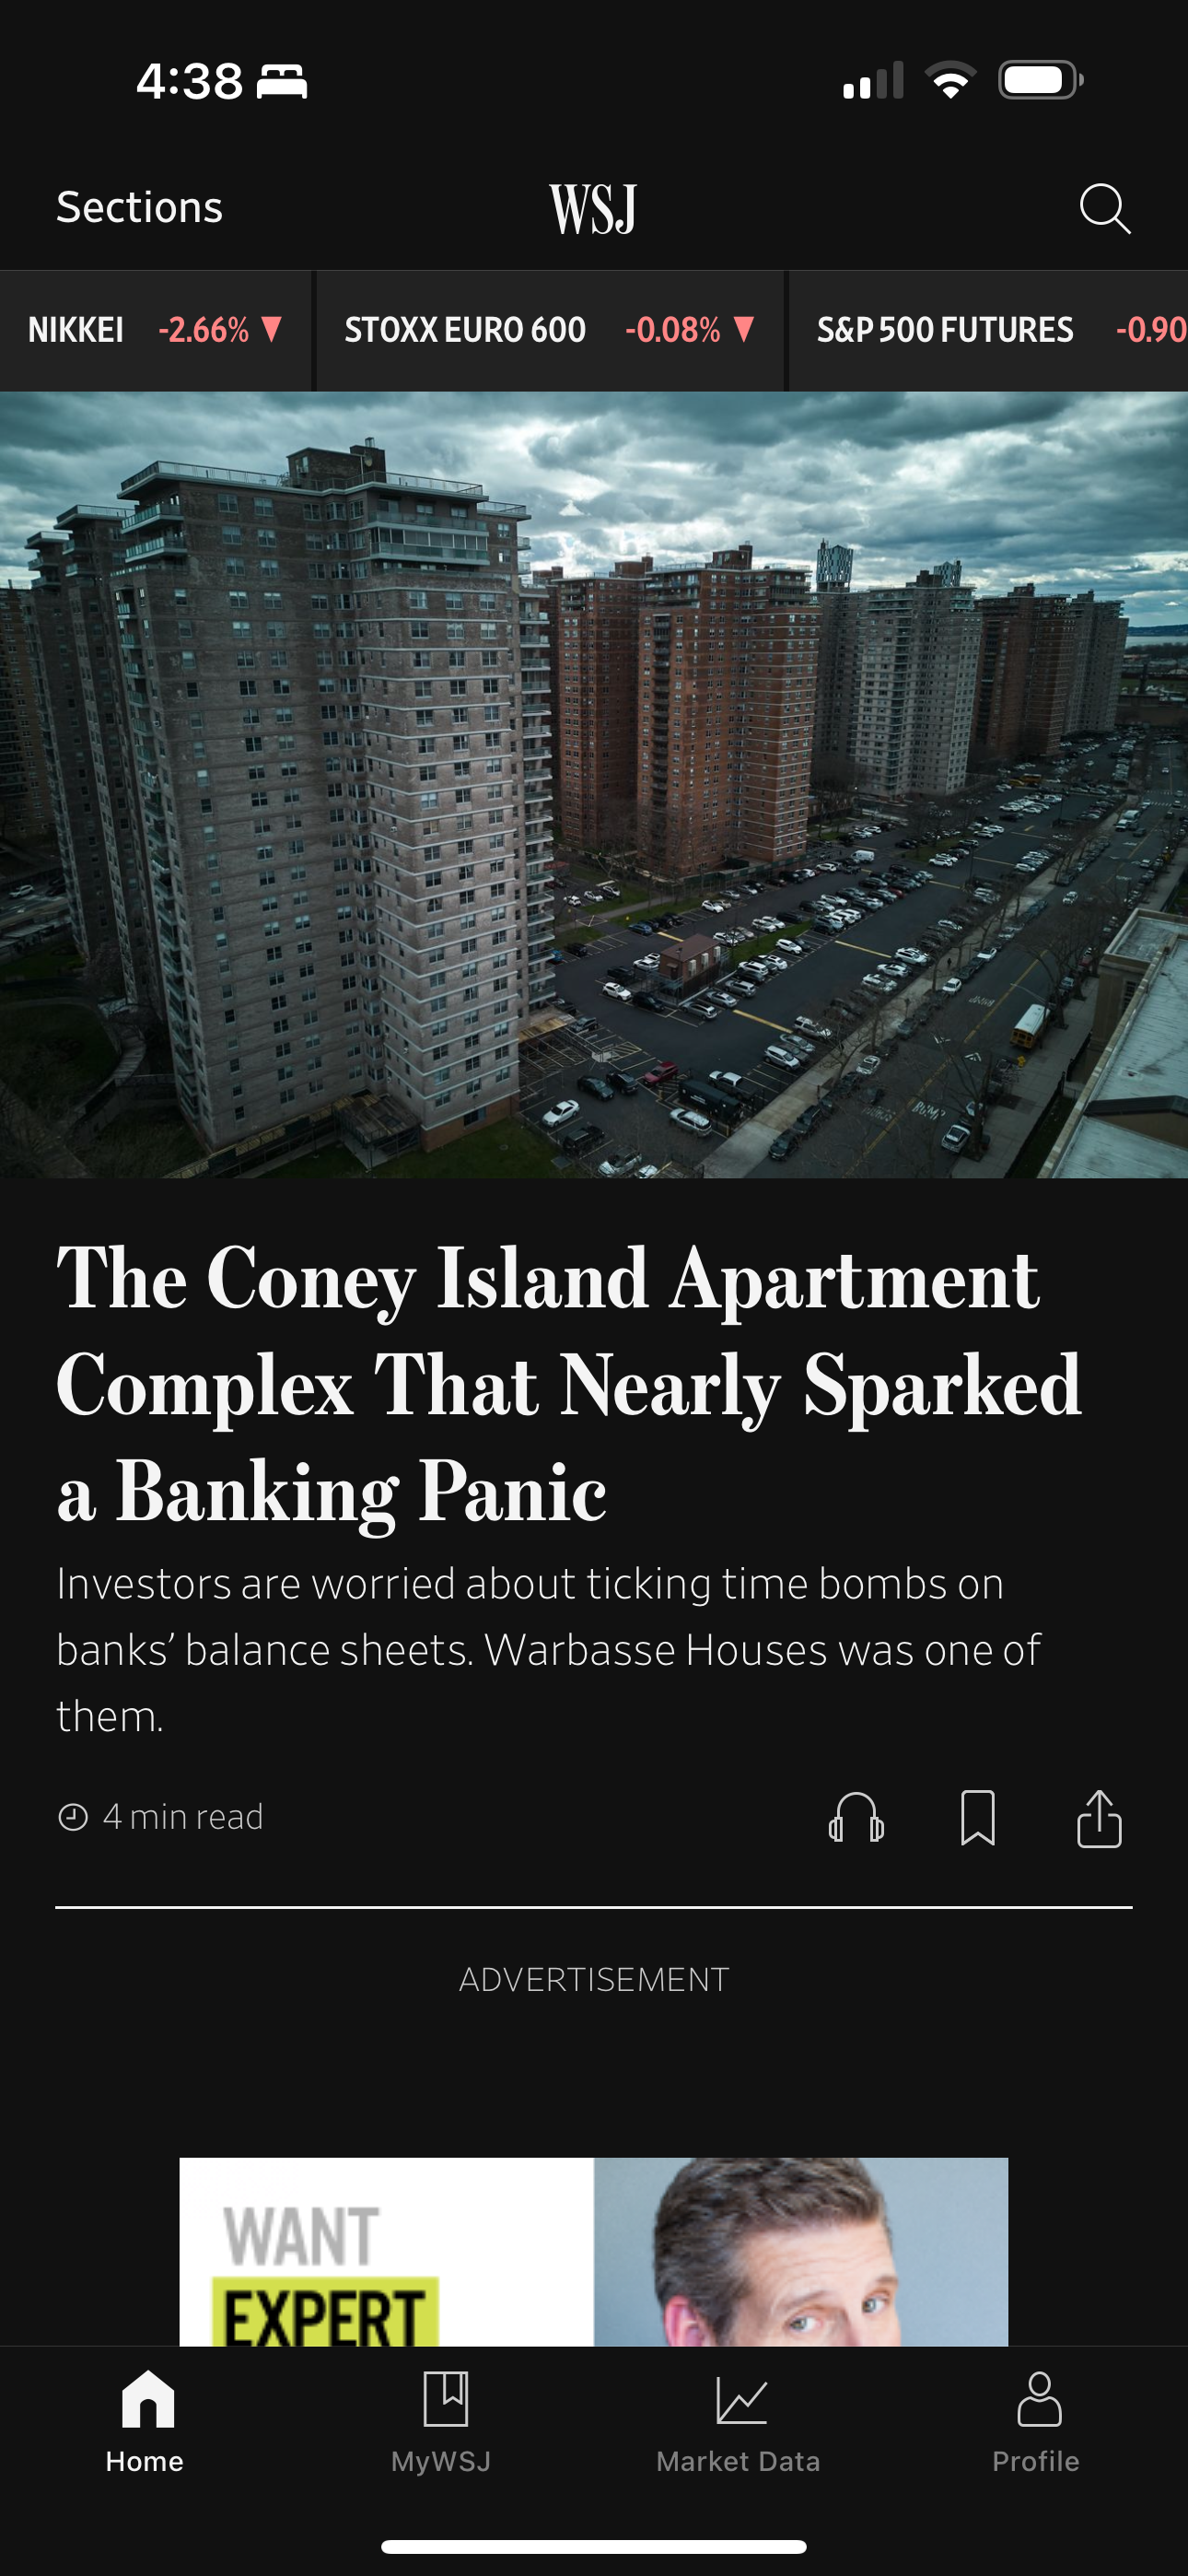 4:38
Sections
WSJ
NIKKEI -2.66% ▼ STOXX EURO 600 -0.08% ▼ S&P 500 FUTURES -0.90
The Coney Island Apartment
Complex That Nearly Sparked
a Banking Panic
Investors are worried about ticking time bombs on
banks’ balance sheets. Warbasse Houses was one of
them.
4 min read
ADVERTISEMENT
WANT
EXPERT
Home MyWSJ Market Data Profile